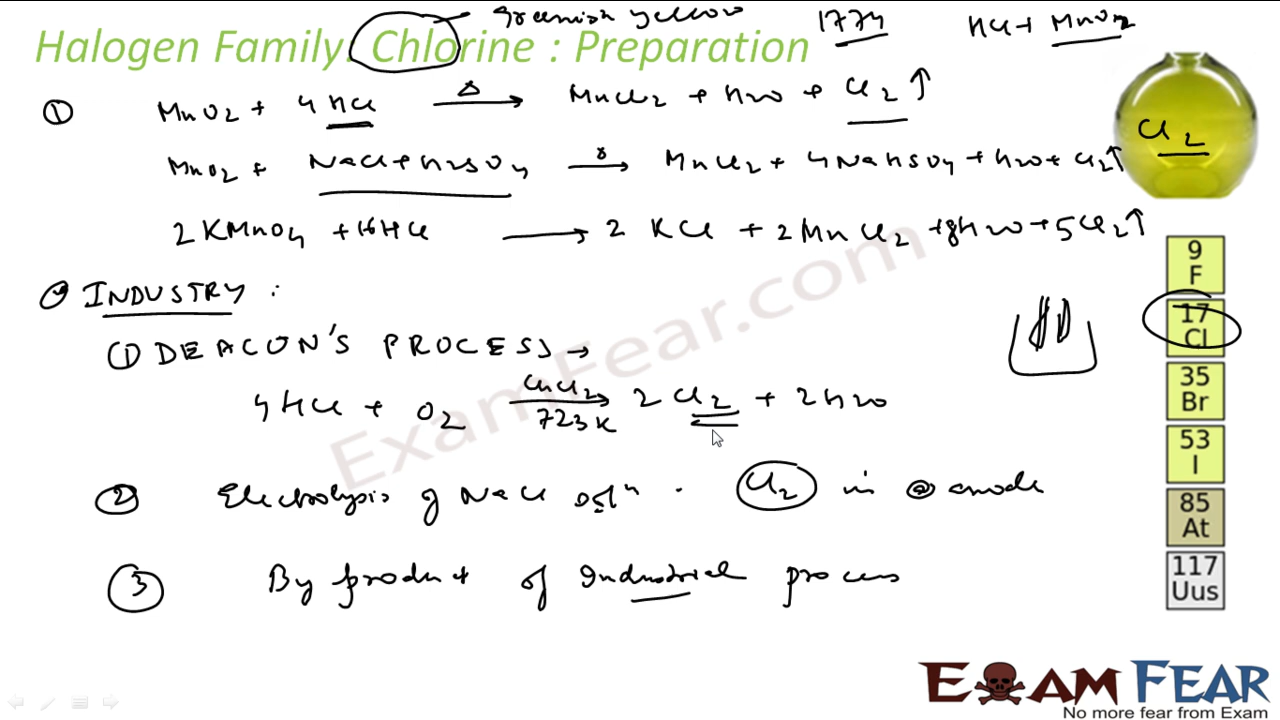 Greenish yellow 1774 HCl + MnO2
Halogen Family: Chlorine : Preparation
① MnO2 + 4HCl Δ→ MnCl2 + H2O + Cl2↑
Cl2
MnO2 + NaCl + H2SO4 Δ→ MnCl2 + 4NaHSO4 + H2O + Cl2↑
2KMnO4 + 16HCl → 2KCl + 2MnCl2 + 8H2O + 5Cl2↑
9
F
INDUSTRY :
17
Cl
(1) DEACON'S PROCESS →
35
Br
4HCl + O2 CuCl2 723K → 2Cl2 + 2H2O
53
I
② Electrolysis of NaCl soln . Cl2 in @ anode
85
At
③ By product of Industrial process
117
Uus
ExamFear.com
EXAM FEAR
No more fear from Exam